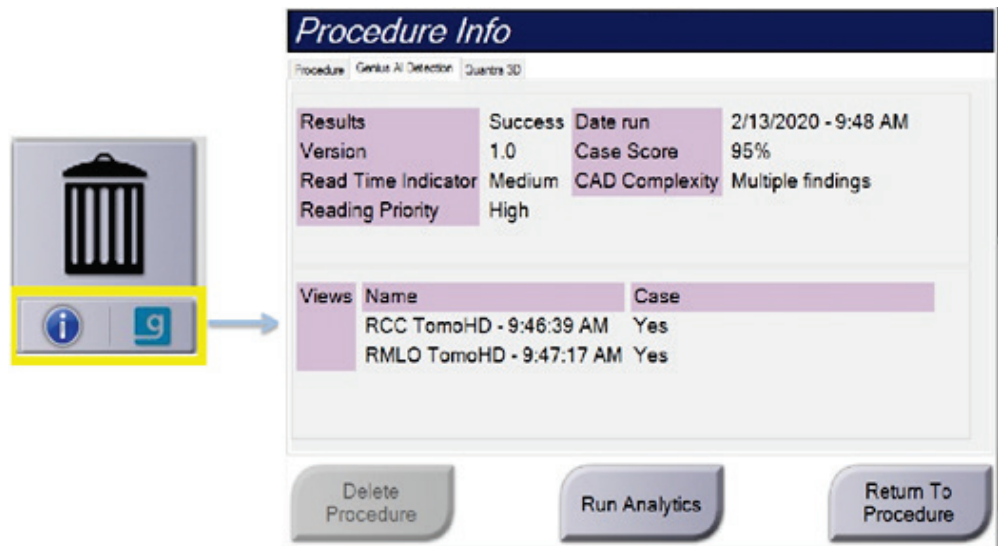 Procedure Info
Procedure Genius AI Detection Quantra 3D
Results Success Date run 2/13/2020 - 9:48 AM
Version 1.0 Case Score 95%
Read Time Indicator Medium CAD Complexity Multiple findings
Reading Priority High
i g
Views Name Case
RCC TomoHD - 9:46:39 AM Yes
RMLO TomoHD - 9:47:17 AM Yes
Delete
Procedure
Run Analytics
Return To
Procedure